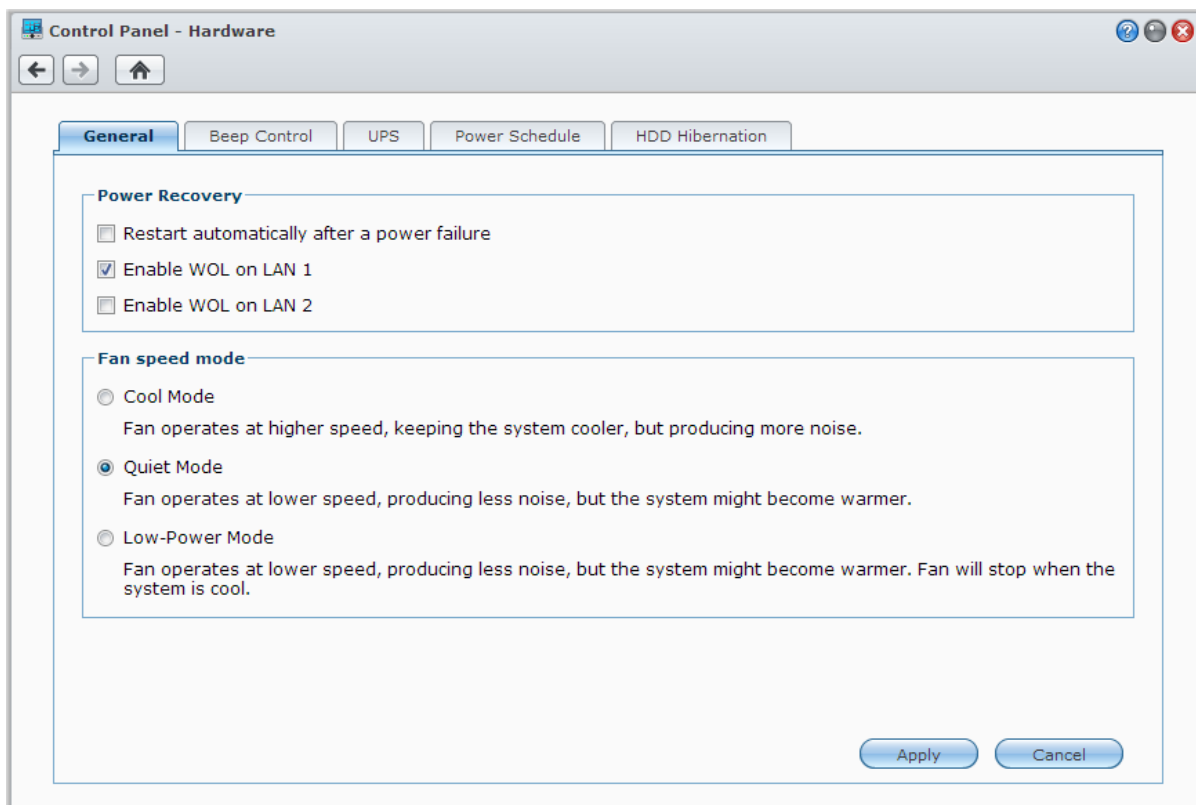 Control Panel - Hardware
General
Beep Control
UPS
Power Schedule
HDD Hibernation
Power Recovery
Restart automatically after a power failure
Enable WOL on LAN 1
Enable WOL on LAN 2
Fan speed mode
Cool Mode
Fan operates at higher speed, keeping the system cooler, but producing more noise.
Quiet Mode
Fan operates at lower speed, producing less noise, but the system might become warmer.
Low-Power Mode
Fan operates at lower speed, producing less noise, but the system might become warmer. Fan will stop when the
system is cool.
Apply
Cancel